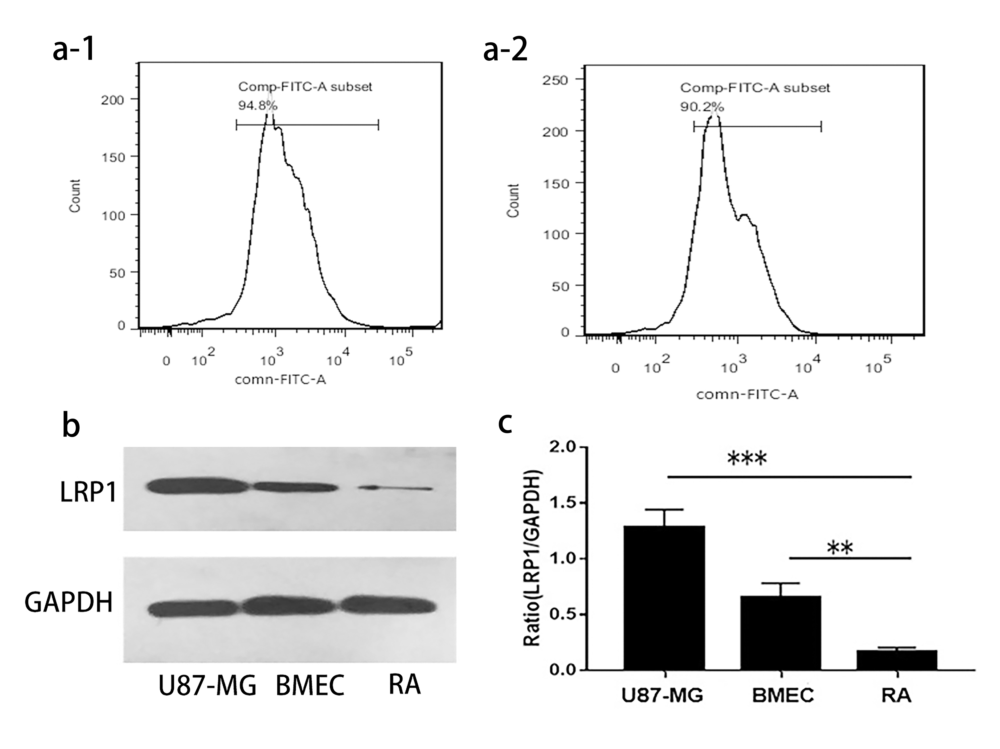 a-1
Comp-FITC-A subset
94.8%
200
150
100
50
0
Count
0 10^2 10^3 10^4 10^5
comn-FITC-A
a-2
Comp-FITC-A subset
90.2%
250
200
150
100
50
0
Count
0 10^2 10^3 10^4 10^5
comn-FITC-A
b
LRP1
GAPDH
U87-MG BMEC RA
c
2.0
1.5
1.0
0.5
0.0
Ratio(LRP1/GAPDH)
***
**
U87-MG BMEC RA